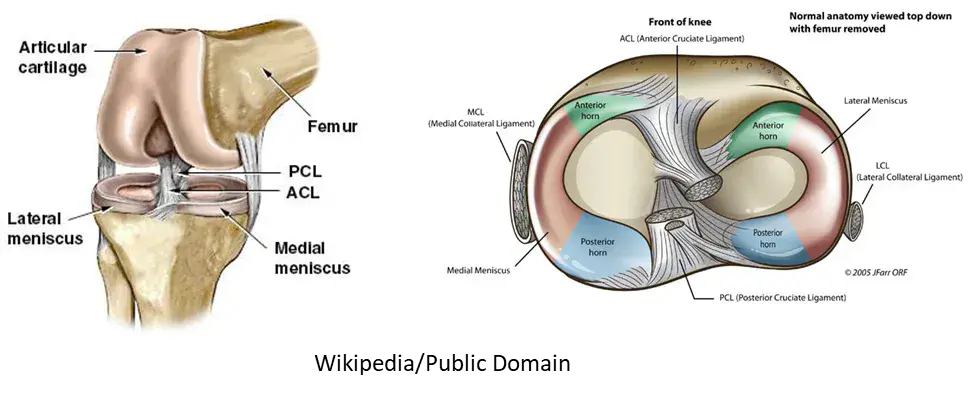 Articular
cartilage
Femur
PCL
ACL
Lateral
meniscus
Medial
meniscus
Front of knee
ACL (Anterior Cruciate Ligament)
Normal anatomy viewed top down
with femur removed
MCL
(Medial Collateral Ligament)
Anterior
horn
Anterior
horn
Lateral Meniscus
LCL
(Lateral Collateral Ligament)
Posterior
horn
Posterior
horn
Medial Meniscus
© 2005 JFarr ORF
PCL (Posterior Cruciate Ligament)
Wikipedia/Public Domain